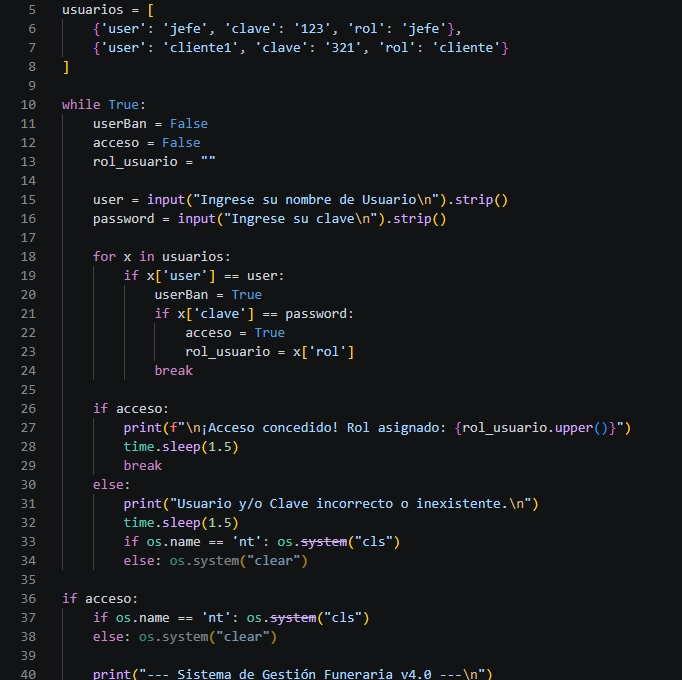 5 usuarios = [
6     {'user': 'jefe', 'clave': '123', 'rol': 'jefe'},
7     {'user': 'cliente1', 'clave': '321', 'rol': 'cliente'}
8 ]
9
10 while True:
11     userBan = False
12     acceso = False
13     rol_usuario = ""
14
15     user = input("Ingrese su nombre de Usuario\n").strip()
16     password = input("Ingrese su clave\n").strip()
17
18     for x in usuarios:
19         if x['user'] == user:
20             userBan = True
21             if x['clave'] == password:
22                 acceso = True
23                 rol_usuario = x['rol']
24             break
25
26     if acceso:
27         print(f"\n¡Acceso concedido! Rol asignado: {rol_usuario.upper()}")
28         time.sleep(1.5)
29         break
30     else:
31         print("Usuario y/o Clave incorrecto o inexistente.\n")
32         time.sleep(1.5)
33         if os.name == 'nt': os.system("cls")
34         else: os.system("clear")
35
36 if acceso:
37     if os.name == 'nt': os.system("cls")
38     else: os.system("clear")
39
40     print("--- Sistema de Gestión Funeraria v4.0 ---\n")